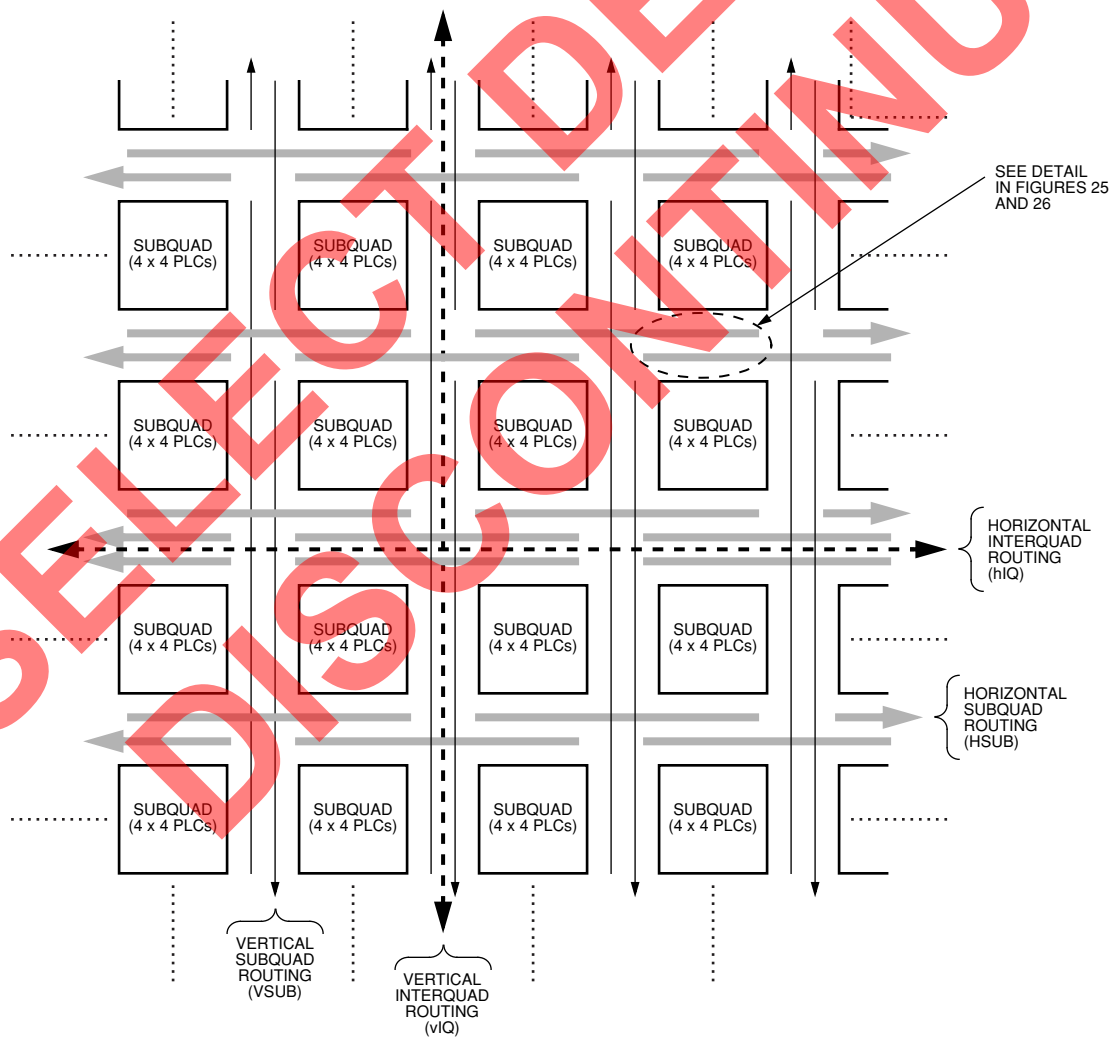 SELECT DE
DISCONTINU
SEE DETAIL
IN FIGURES 25
AND 26
SUBQUAD
(4 x 4 PLCs)
SUBQUAD
(4 x 4 PLCs)
SUBQUAD
(4 x 4 PLCs)
SUBQUAD
(4 x 4 PLCs)
SUBQUAD
(4 x 4 PLCs)
SUBQUAD
(4 x 4 PLCs)
SUBQUAD
(4 x 4 PLCs)
SUBQUAD
(4 x 4 PLCs)
HORIZONTAL
INTERQUAD
ROUTING
(hIQ)
SUBQUAD
(4 x 4 PLCs)
SUBQUAD
(4 x 4 PLCs)
SUBQUAD
(4 x 4 PLCs)
SUBQUAD
(4 x 4 PLCs)
HORIZONTAL
SUBQUAD
ROUTING
(HSUB)
SUBQUAD
(4 x 4 PLCs)
SUBQUAD
(4 x 4 PLCs)
SUBQUAD
(4 x 4 PLCs)
SUBQUAD
(4 x 4 PLCs)
VERTICAL
SUBQUAD
ROUTING
(VSUB)
VERTICAL
INTERQUAD
ROUTING
(vIQ)